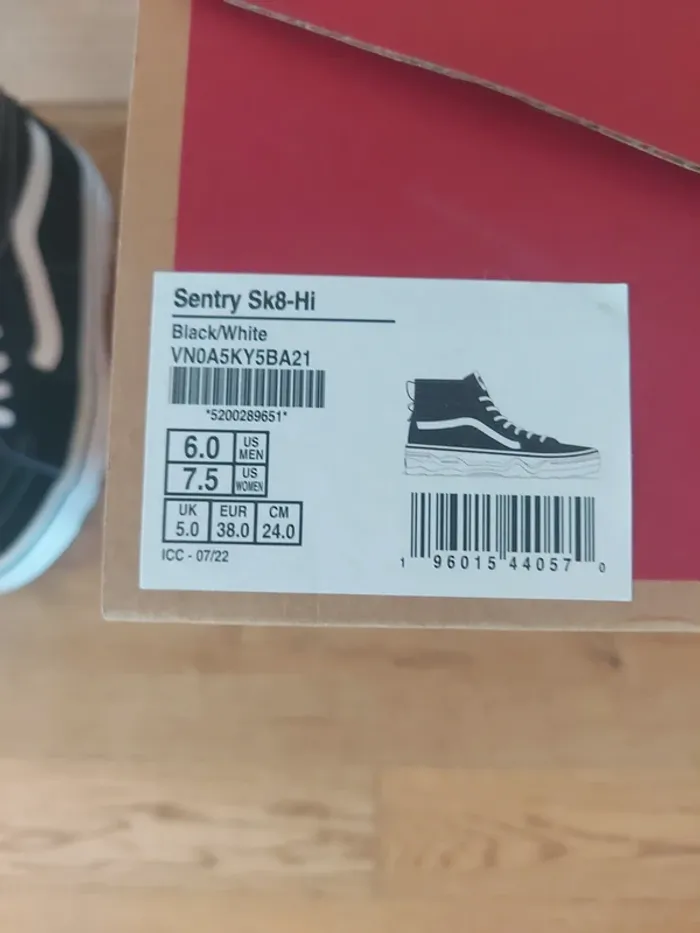 Sentry Sk8-Hi
Black/White
VN0A5KY5BA21
*5200289651*
6.0 US MEN
7.5 US WOMEN
UK EUR CM
5.0 38.0 24.0
ICC - 07/22
1 96015 44057 0